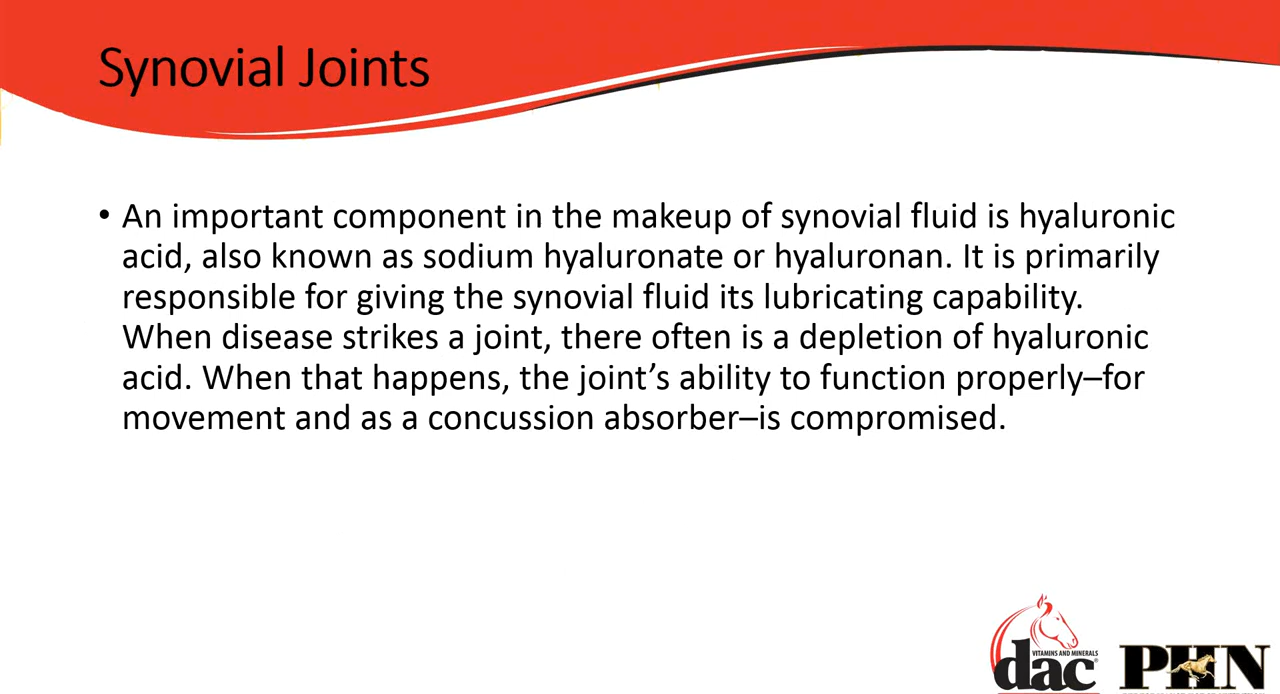 Synovial Joints
• An important component in the makeup of synovial fluid is hyaluronic
acid, also known as sodium hyaluronate or hyaluronan. It is primarily
responsible for giving the synovial fluid its lubricating capability.
When disease strikes a joint, there often is a depletion of hyaluronic
acid. When that happens, the joint’s ability to function properly–for
movement and as a concussion absorber–is compromised.
VITAMINS AND MINERALS
dac®
PHN